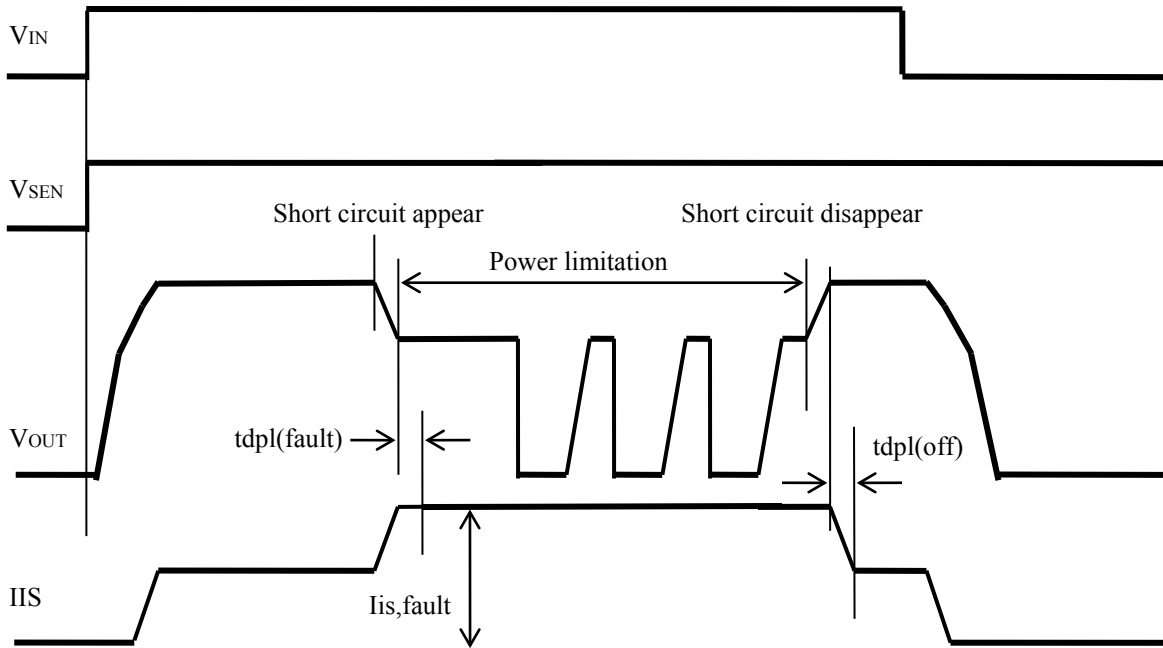 VIN
VSEN
Short circuit appear
Short circuit disappear
Power limitation
VOUT
tdpl(fault)
tdpl(off)
IIS
Iis,fault